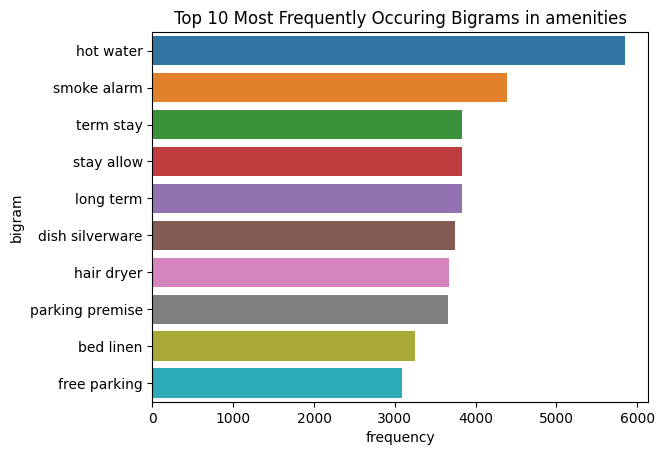 Top 10 Most Frequently Occuring Bigrams in amenities
bigram
hot water
smoke alarm
term stay
stay allow
long term
dish silverware
hair dryer
parking premise
bed linen
free parking
0 1000 2000 3000 4000 5000 6000
frequency